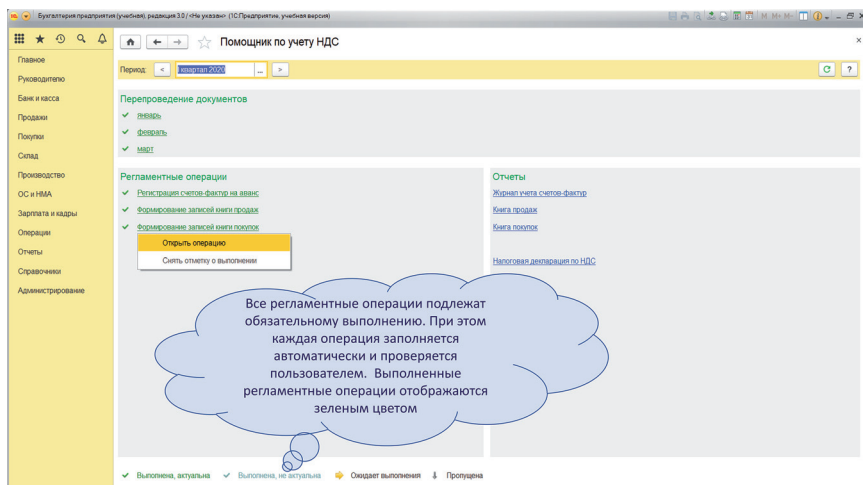 Бухгалтерия предприятия (учебная), редакция 3.0 / <Не указан> (1С:Предприятие, учебная версия)
M M+ M-
Помощник по учету НДС
Главное
Руководителю
Банк и касса
Продажи
Покупки
Склад
Производство
ОС и НМА
Зарплата и кадры
Операции
Отчеты
Справочники
Администрирование
Период: < I квартал 2020 ... >
?
Перепроведение документов
январь
февраль
март
Регламентные операции
Регистрация счетов-фактур на аванс
Формирование записей книги продаж
Формирование записей книги покупок
Открыть операцию
Снять отметку о выполнении
Отчеты
Журнал учета счетов-фактур
Книга продаж
Книга покупок
Налоговая декларация по НДС
Все регламентные операции подлежат
обязательному выполнению. При этом
каждая операция заполняется
автоматически и проверяется
пользователем. Выполненные
регламентные операции отображаются
зеленым цветом
Выполнена, актуальна Выполнена, не актуальна Ожидает выполнения Пропущена